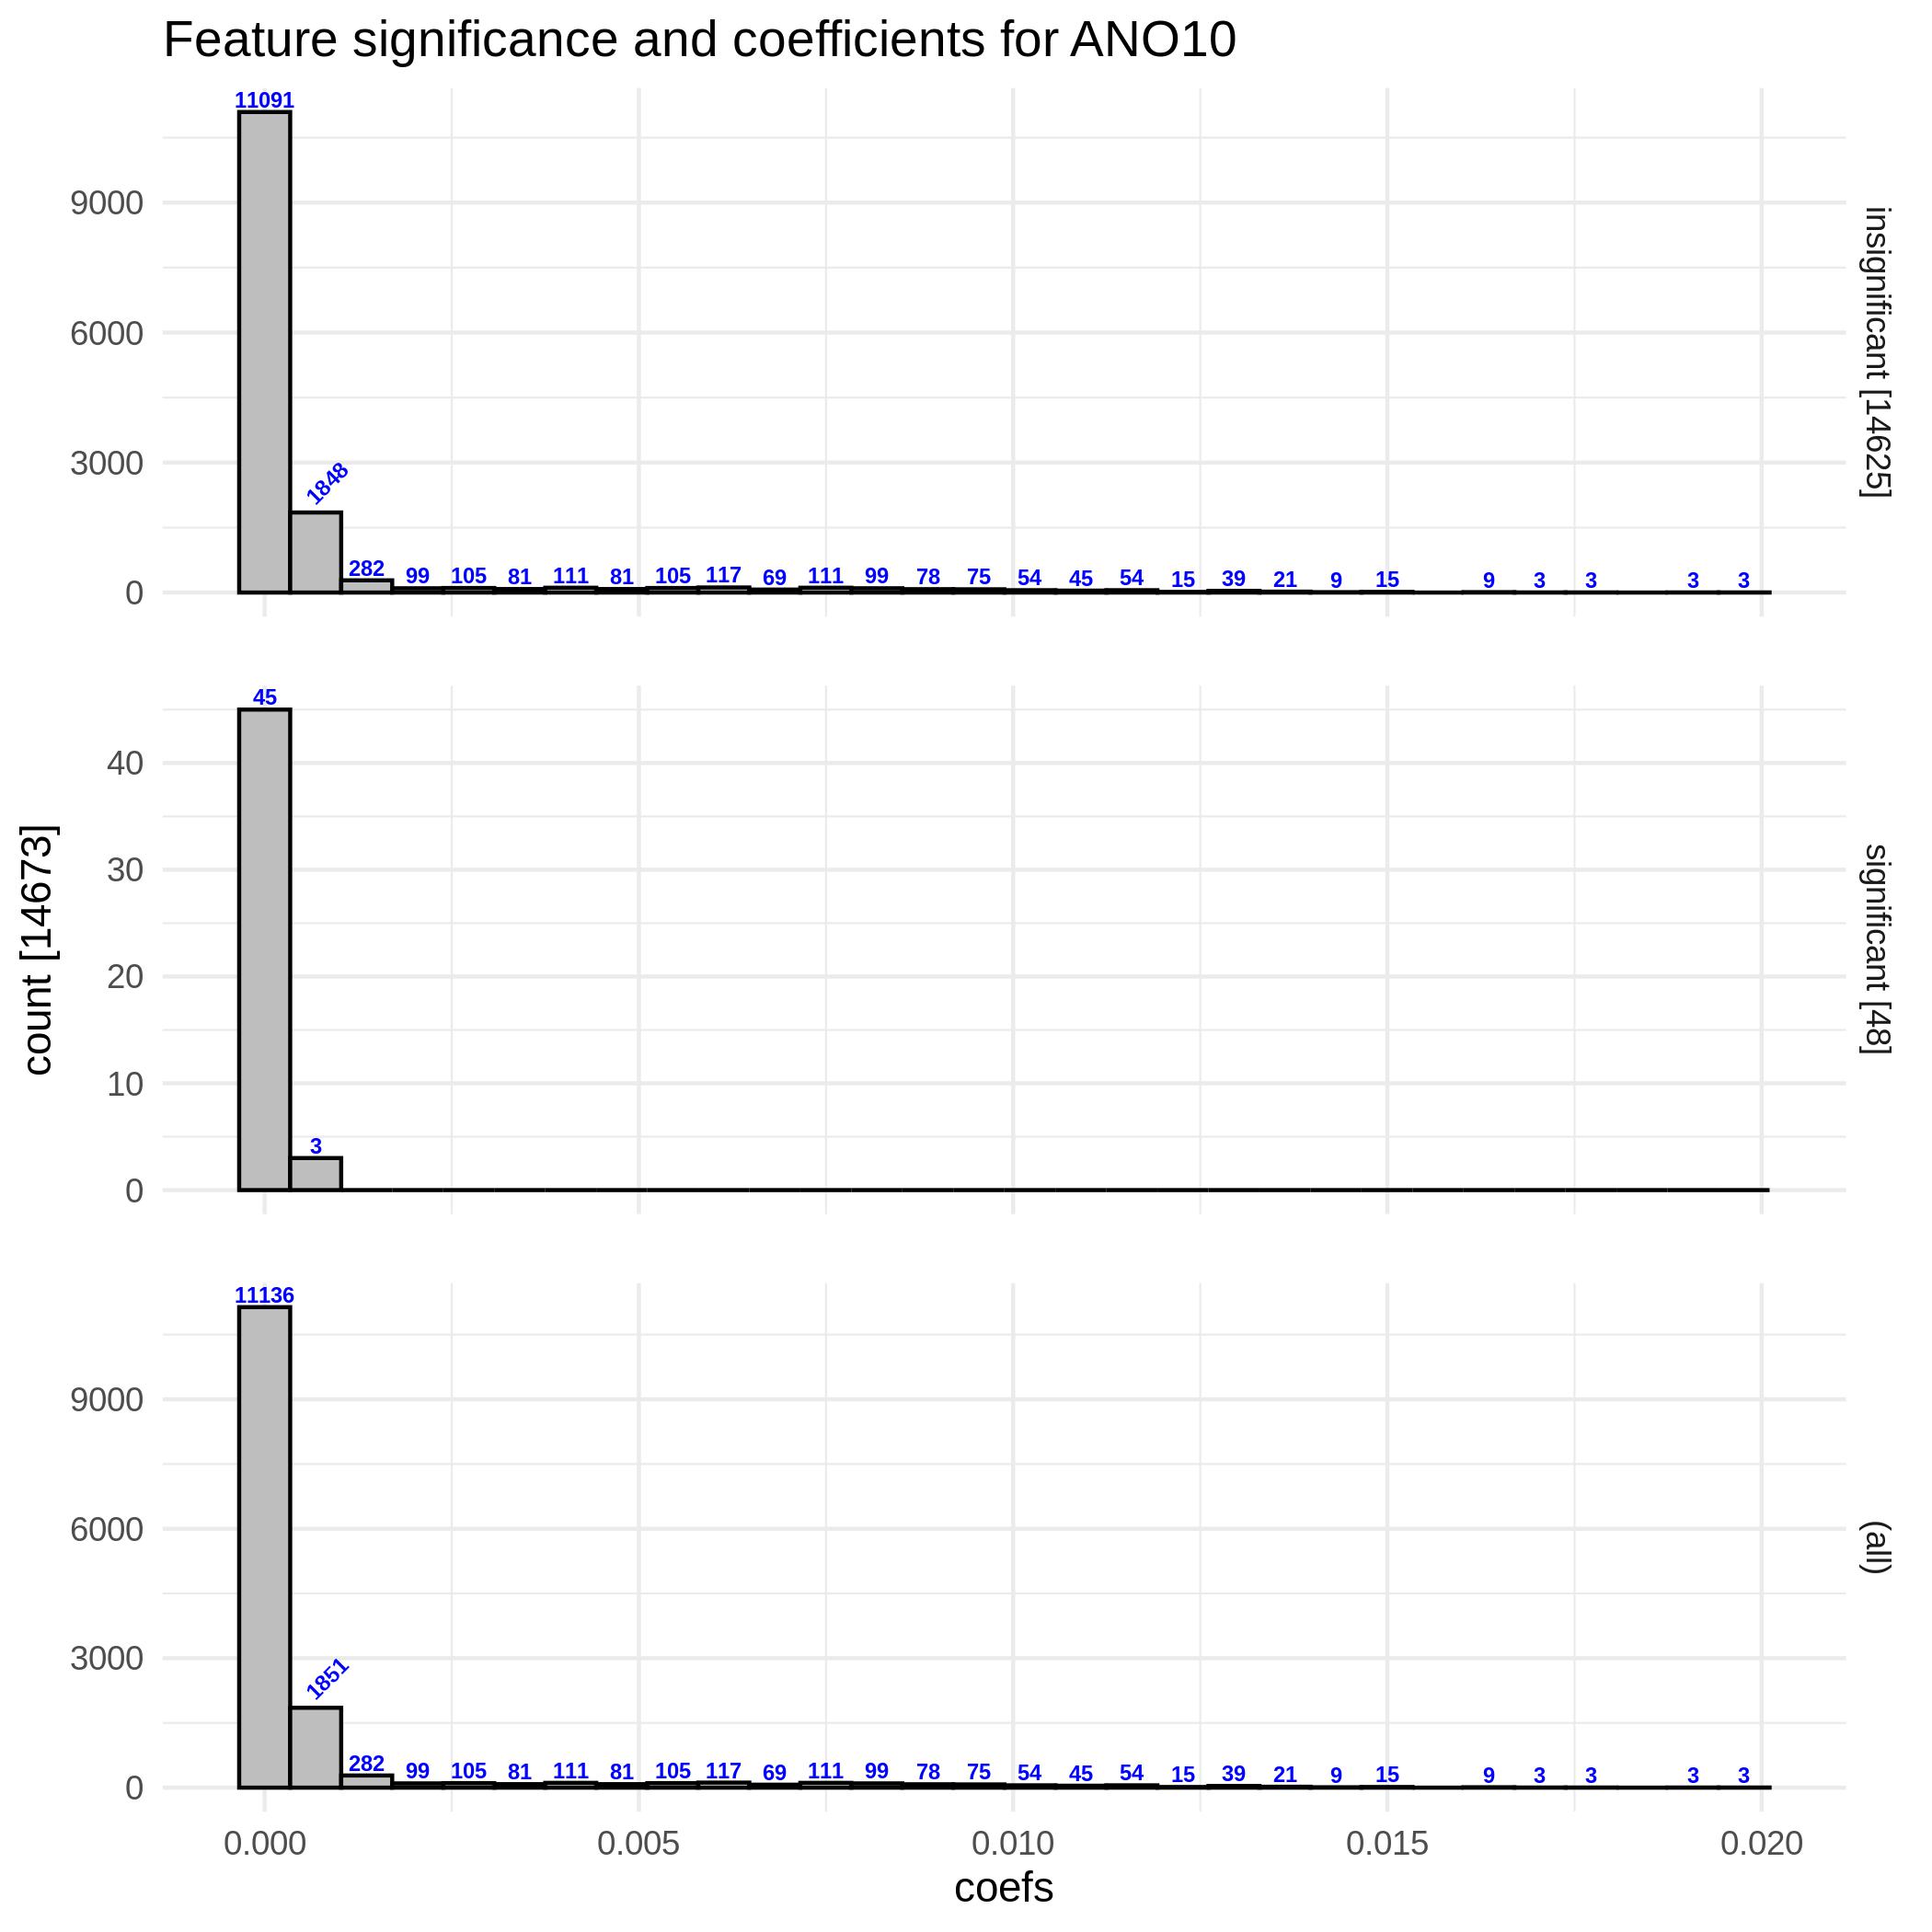 Feature significance and coefficients for ANO10
count [14673]
11091
1848
282 99 105 81 111 81 105 117 69 111 99 78 75 54 45 54 15 39 21 9 15 9 3 3 3 3
9000
6000
3000
0
insignificant [14625]
45
3
40
30
20
10
0
significant [48]
11136
1851
282 99 105 81 111 81 105 117 69 111 99 78 75 54 45 54 15 39 21 9 15 9 3 3 3 3
9000
6000
3000
0
(all)
0.000 0.005 0.010 0.015 0.020
coefs